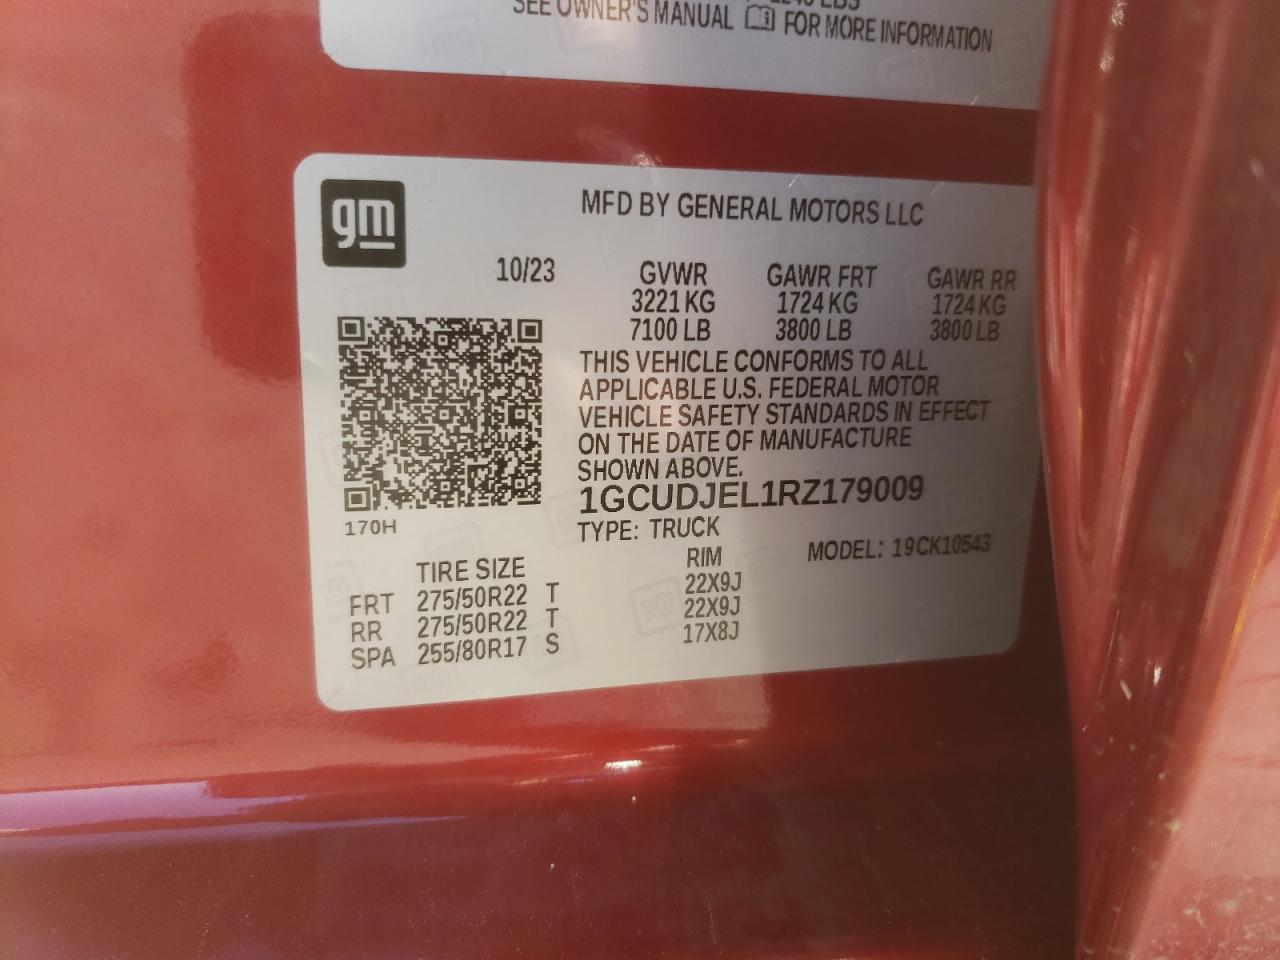 SEE OWNER'S MANUAL FOR MORE INFORMATION
gm
MFD BY GENERAL MOTORS LLC
10/23 GVWR GAWR FRT GAWR RR
3221 KG 1724 KG 1724 KG
7100 LB 3800 LB 3800 LB
THIS VEHICLE CONFORMS TO ALL
APPLICABLE U.S. FEDERAL MOTOR
VEHICLE SAFETY STANDARDS IN EFFECT
ON THE DATE OF MANUFACTURE
SHOWN ABOVE.
1GCUDJEL1RZ179009
170H
TYPE: TRUCK
MODEL: 19CK10543
TIRE SIZE RIM
FRT 275/50R22 T 22X9J
RR 275/50R22 T 22X9J
SPA 255/80R17 S 17X8J